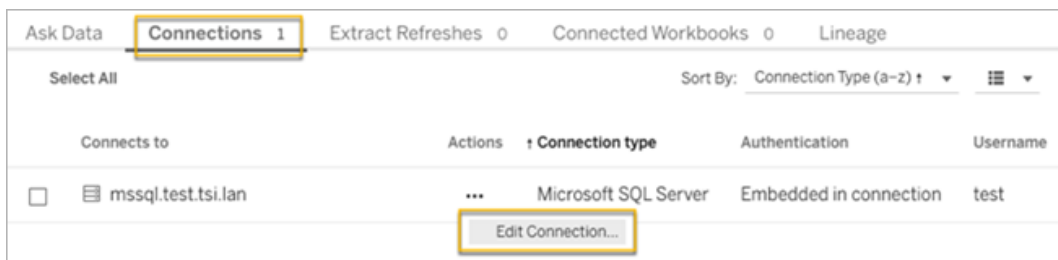 Ask Data Connections 1 Extract Refreshes 0 Connected Workbooks 0 Lineage
Select All Sort By: Connection Type (a–z) ↑
Connects to Actions ↑ Connection type Authentication Username
mssql.test.tsi.lan ... Microsoft SQL Server Embedded in connection test
Edit Connection...